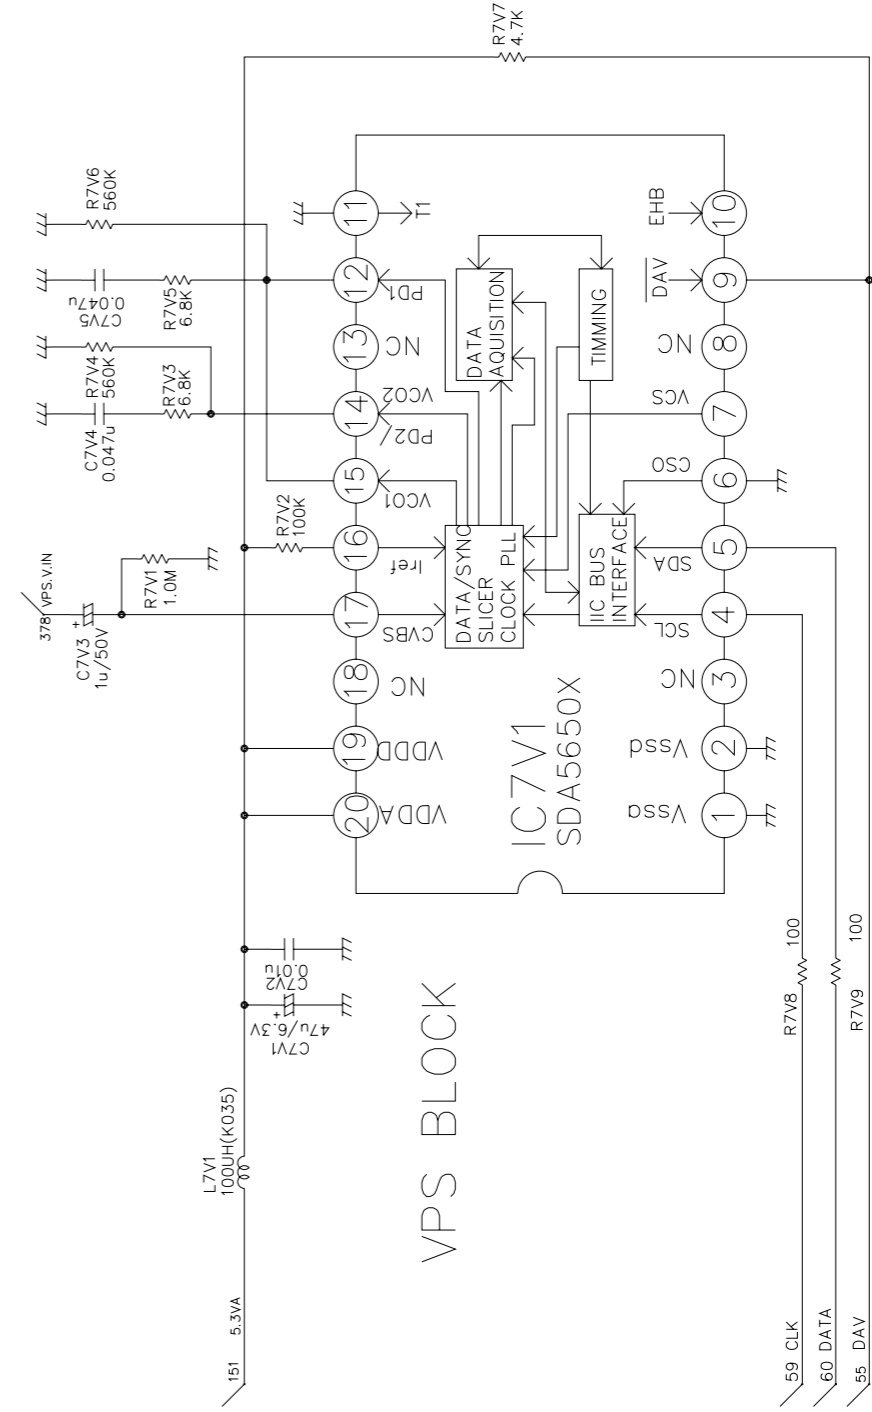 R7V7
4.7K
R7V6
560K
C7V5
0.047u
R7V5
6.8K
R7V4
560K
C7V4
0.047u
R7V3
6.8K
R7V2
100K
R7V1
1.0M
378 VPS.V.IN
C7V3
+
1u/50V
11
T1
12
PD1
13
NC
14
PD2/
VCO2
15
VCO1
16
Iref
17
CVBS
18
NC
19
VDDD
20
VDDA
DATA
AQUISITION
TIMMING
DATA/SYNC
SLICER
CLOCK PLL
IIC BUS
INTERFACE
IC7V1
SDA5650X
10
EHB
9
DAV
8
NC
7
VCS
6
CSO
5
SDA
4
SCL
3
NC
2
Vssd
1
Vssa
C7V2
0.01u
C7V1
+
47u/6.3V
L7V1
100UH(K035)
VPS BLOCK
151 5.3VA
R7V8 100
R7V9 100
59 CLK
60 DATA
55 DAV